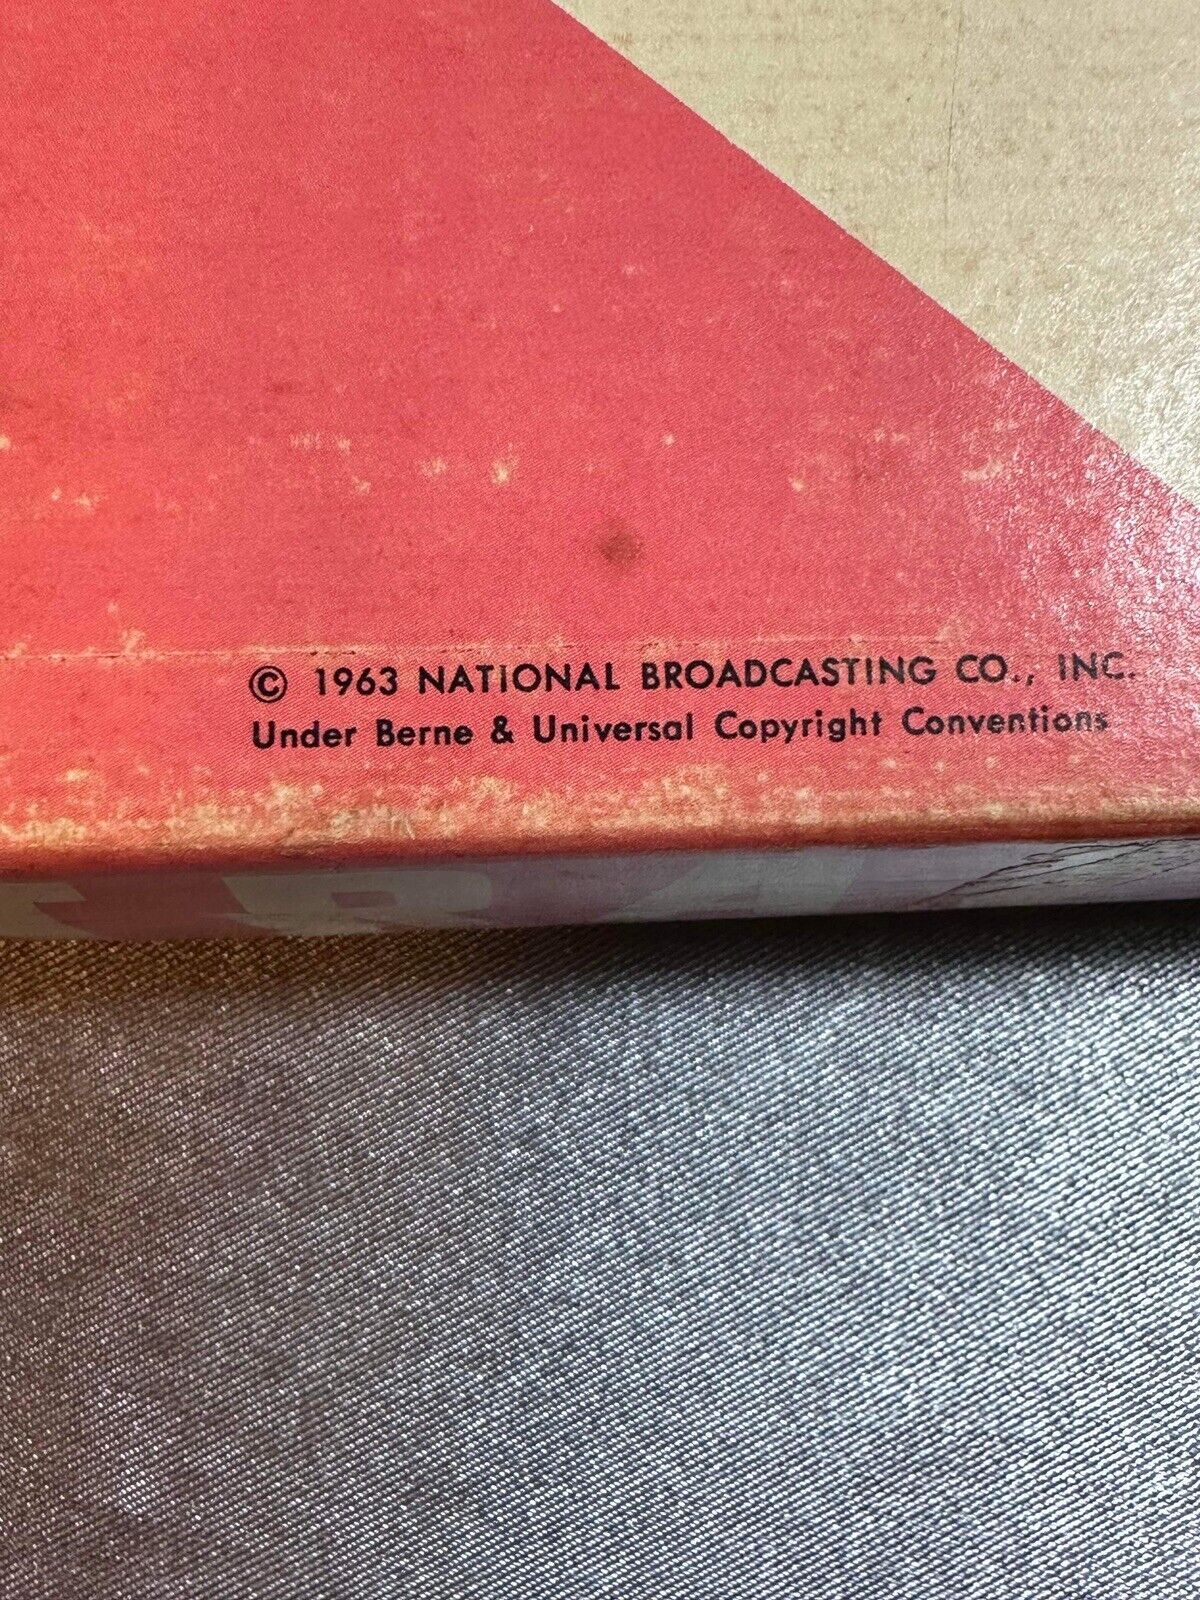 © 1963 NATIONAL BROADCASTING CO., INC.
Under Berne & Universal Copyright Conventions